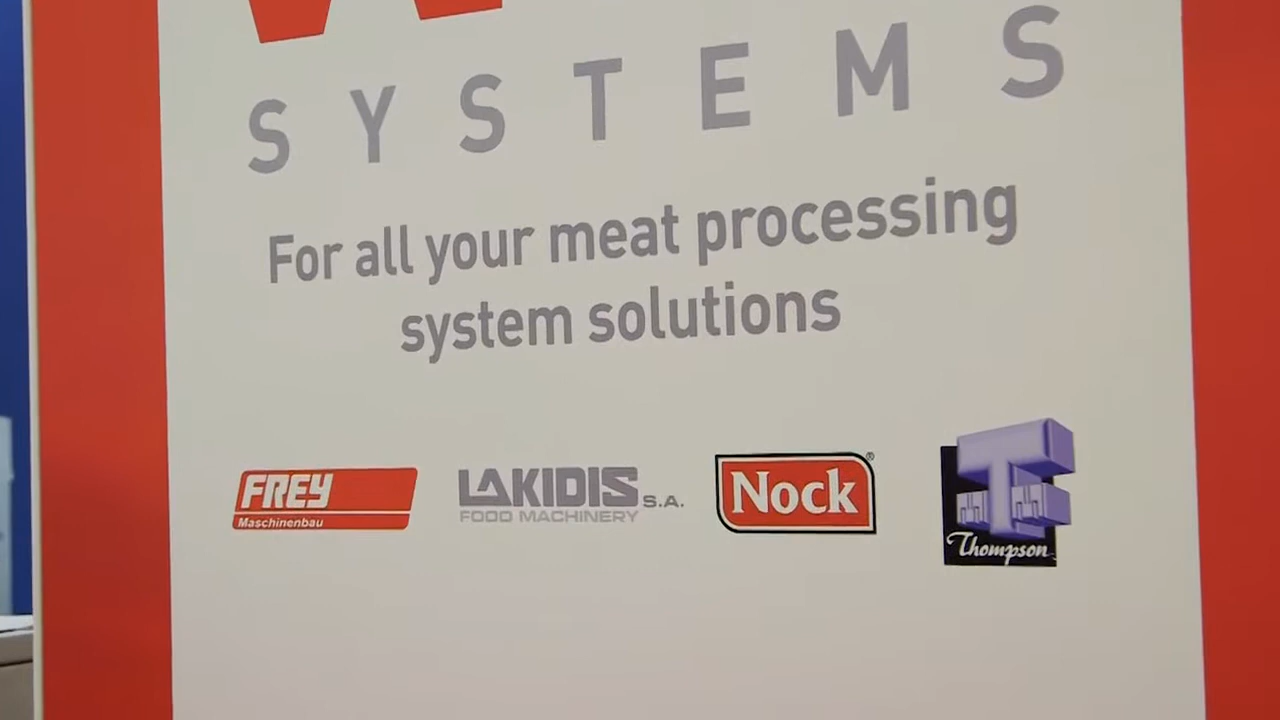 SYSTEMS
For all your meat processing
system solutions
FREY
Maschinenbau
LAKIDIS S.A.
FOOD MACHINERY
Nock®
Thompson